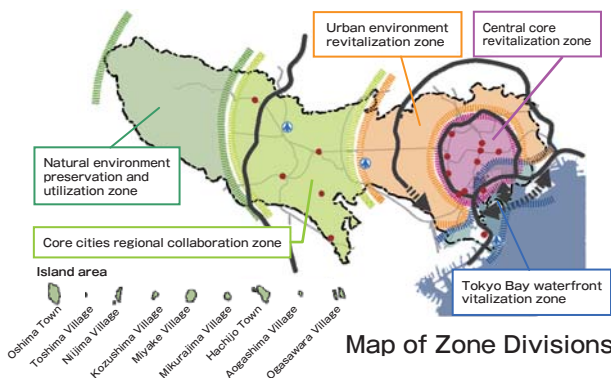 Urban environment
revitalization zone
Central core
revitalization zone
Natural environment
preservation and
utilization zone
Core cities regional collaboration zone
Tokyo Bay waterfront
vitalization zone
Island area
Oshima Town
Toshima Village
Niijima Village
Kozushima Village
Miyake Village
Mikurajima Village
Hachijo Town
Aogashima Village
Ogasawara Village
Map of Zone Divisions